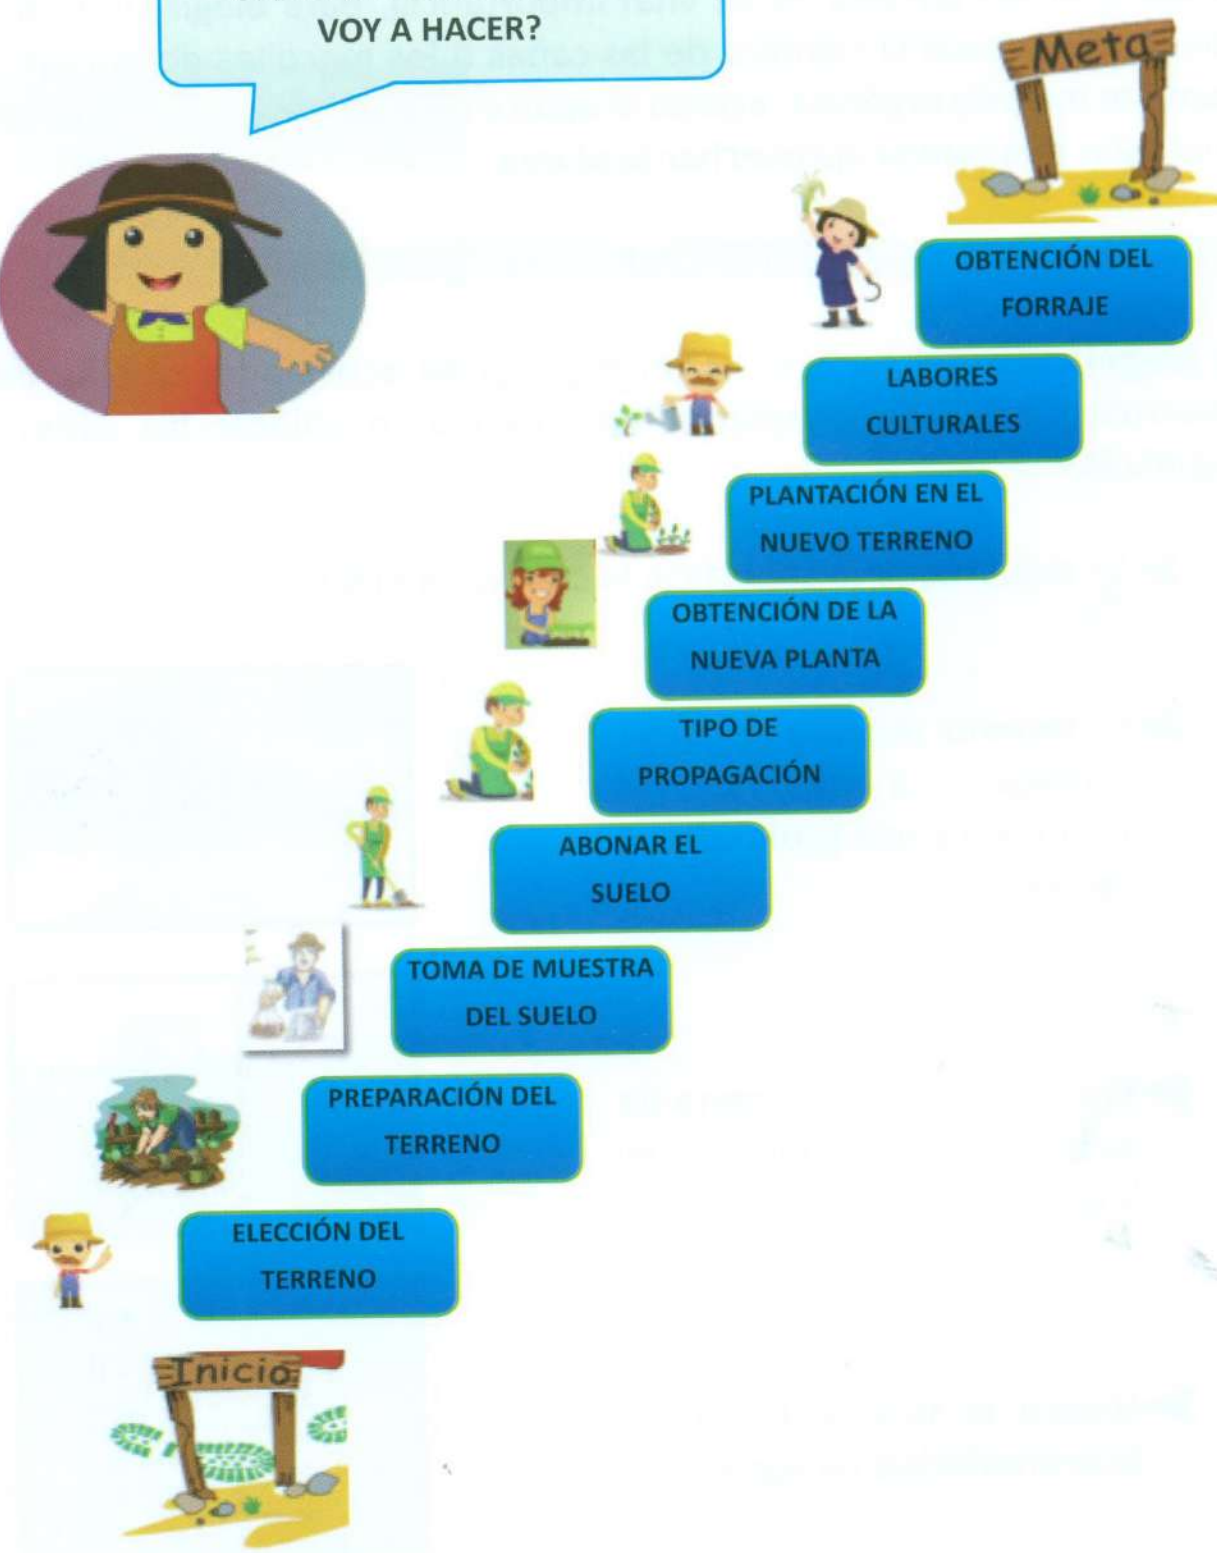 VOY A HACER?
Meta
OBTENCIÓN DEL
FORRAJE
LABORES
CULTURALES
PLANTACIÓN EN EL
NUEVO TERRENO
OBTENCIÓN DE LA
NUEVA PLANTA
TIPO DE
PROPAGACIÓN
ABONAR EL
SUELO
TOMA DE MUESTRA
DEL SUELO
PREPARACIÓN DEL
TERRENO
ELECCIÓN DEL
TERRENO
Inicio